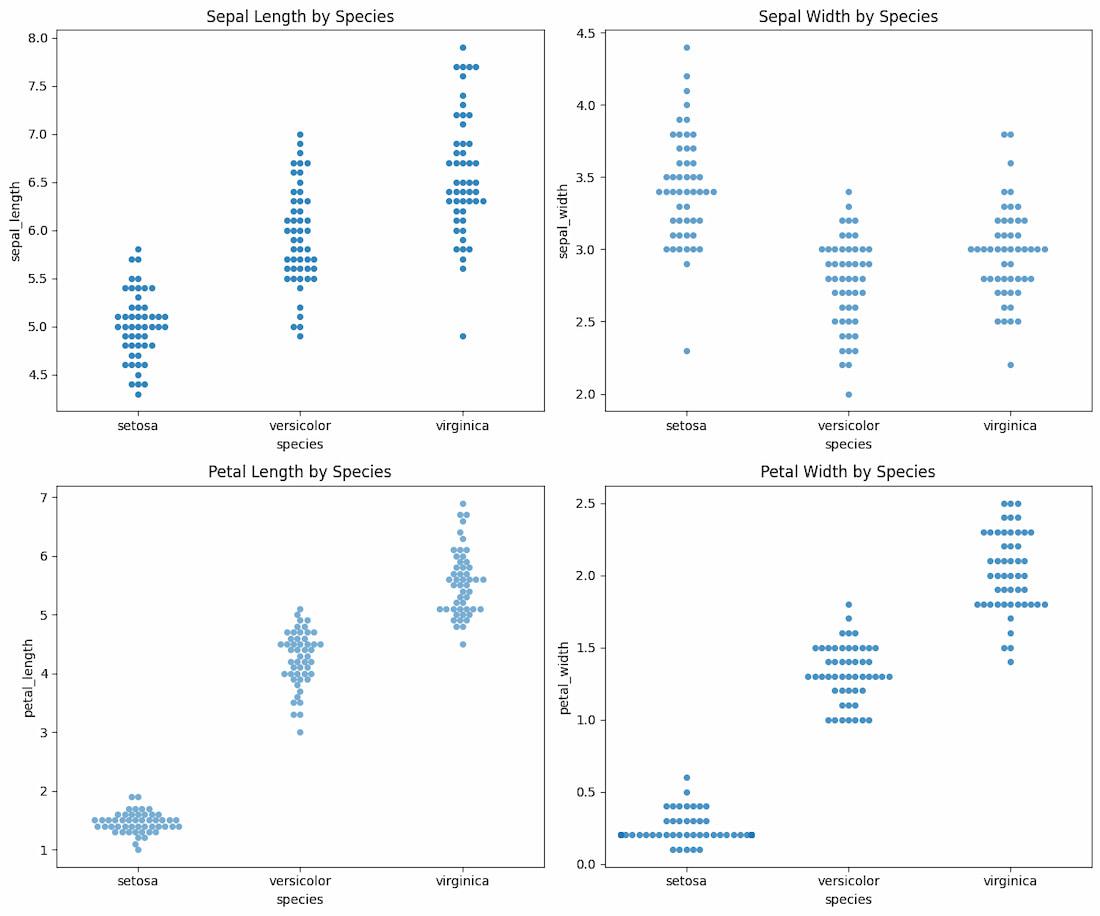 Sepal Length by Species
8.0
7.5
7.0
6.5
6.0
5.5
5.0
4.5
sepal_length
setosa versicolor virginica
species
Sepal Width by Species
4.5
4.0
3.5
3.0
2.5
2.0
sepal_width
setosa versicolor virginica
species
Petal Length by Species
7
6
5
4
3
2
1
petal_length
setosa versicolor virginica
species
Petal Width by Species
2.5
2.0
1.5
1.0
0.5
0.0
petal_width
setosa versicolor virginica
species